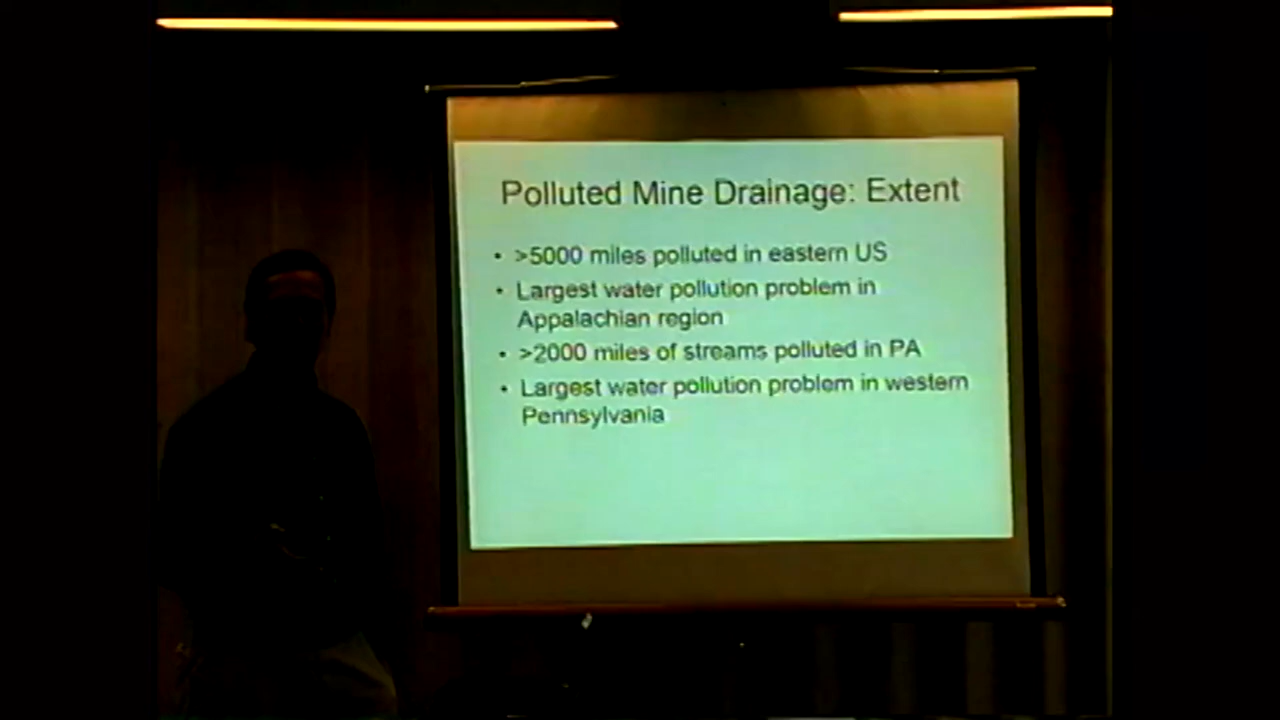 Polluted Mine Drainage: Extent
• >5000 miles polluted in eastern US
• Largest water pollution problem in
Appalachian region
• >2000 miles of streams polluted in PA
• Largest water pollution problem in western
Pennsylvania